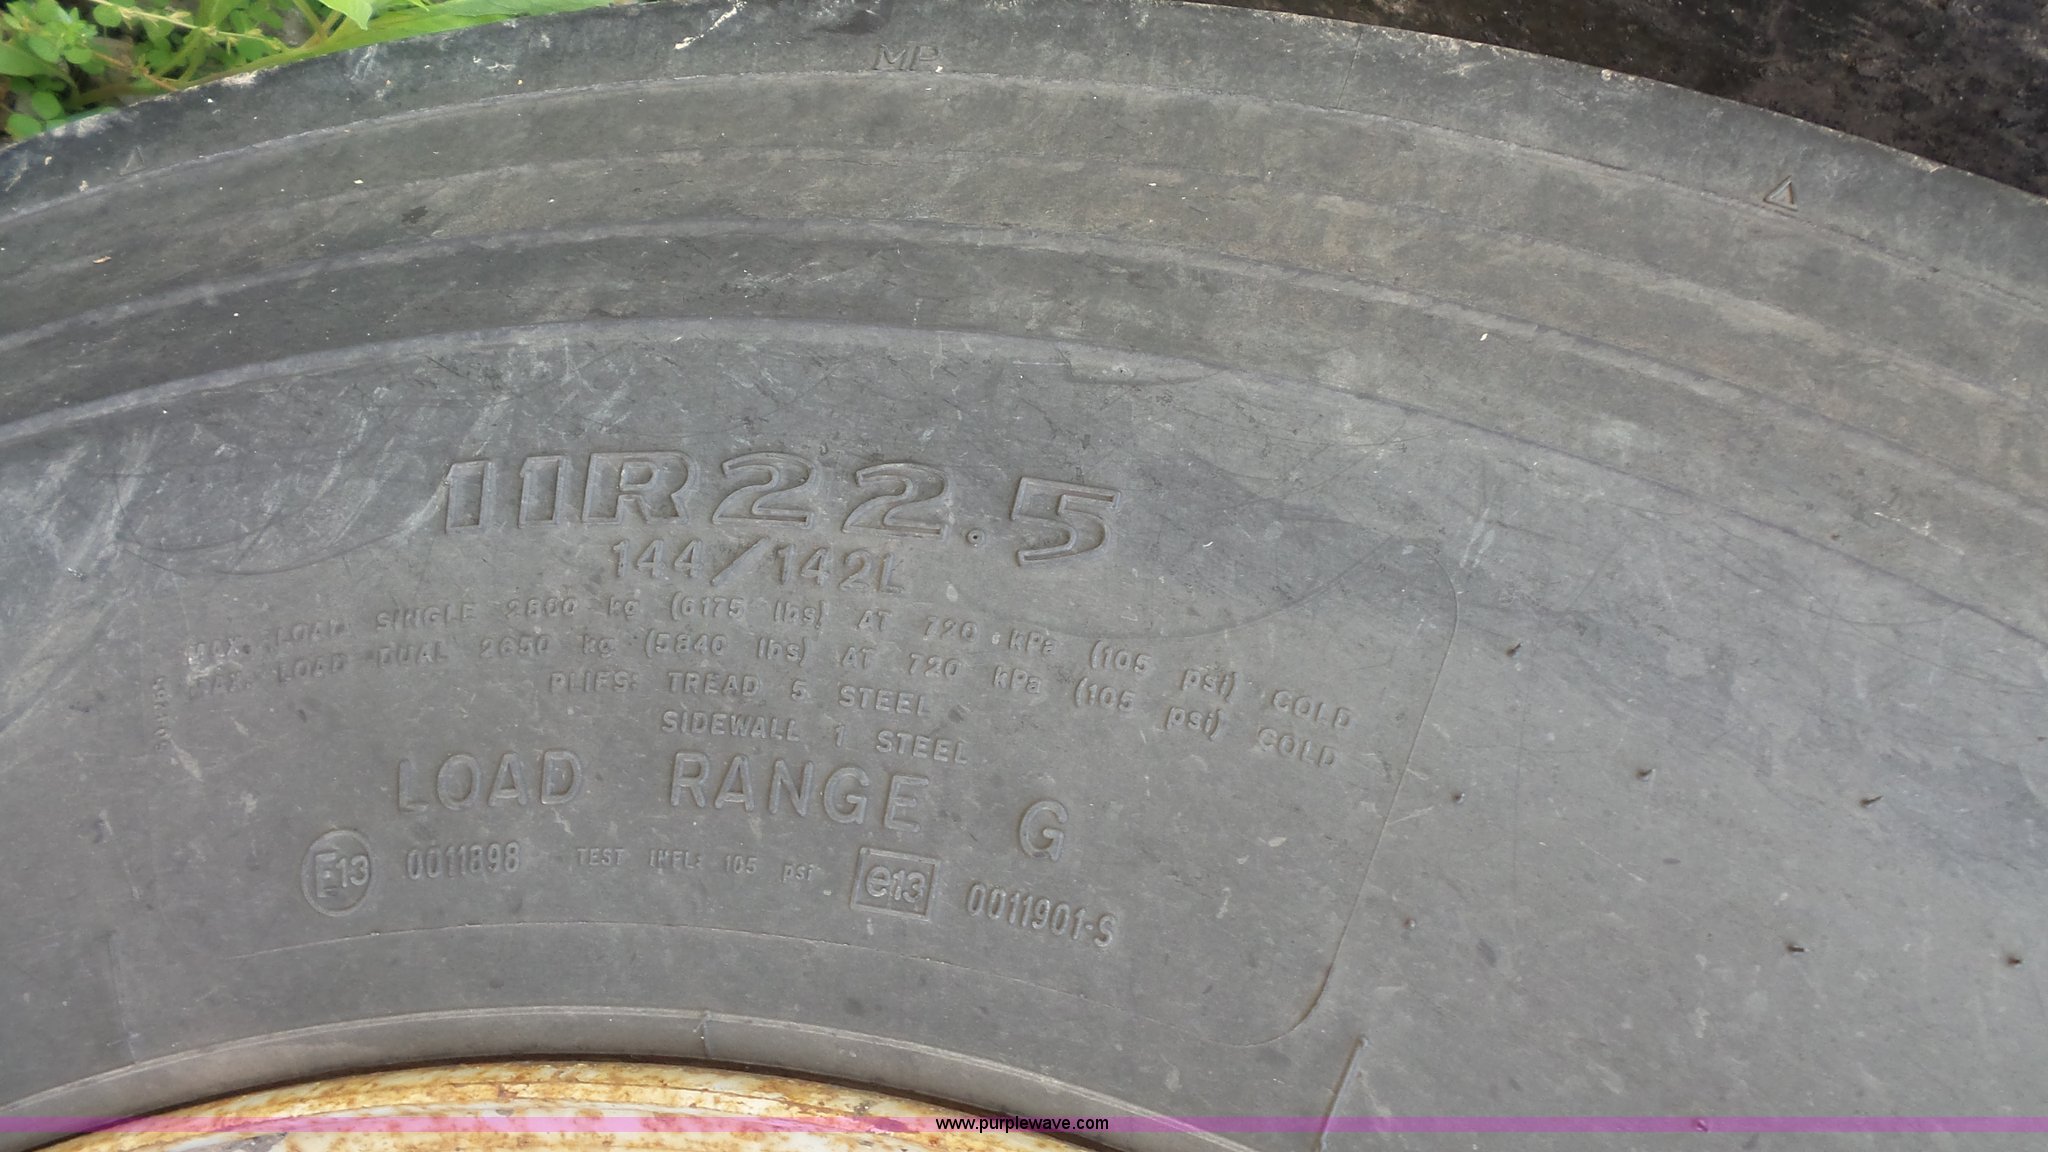 MP
11R22.5
144/142L
MAX. LOAD SINGLE 2800 kg (6175 lbs) AT 720 kPa (105 psi) COLD
MAX. LOAD DUAL 2650 kg (5840 lbs) AT 720 kPa (105 psi) COLD
PLIES: TREAD 5 STEEL
SIDEWALL 1 STEEL
LOAD RANGE G
E13 0011898 TEST INFL: 105 psi e13 0011901-S
www.purplewave.com